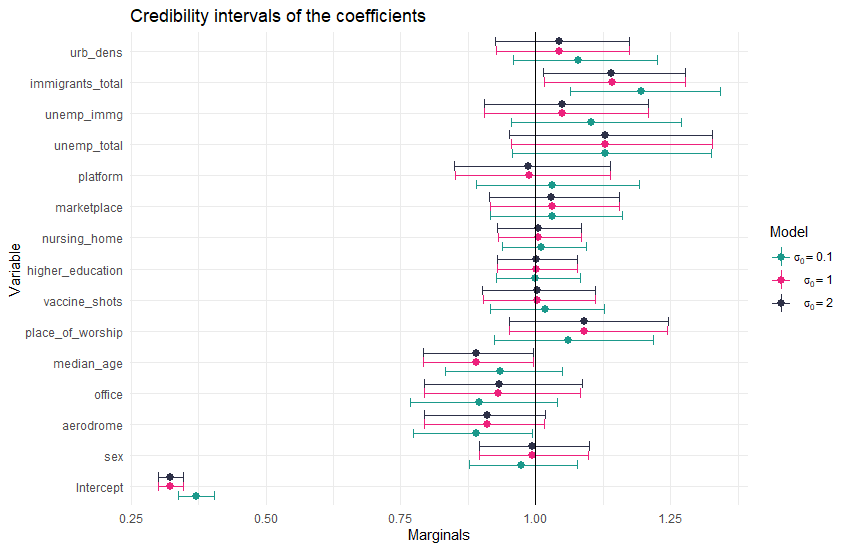 Credibility intervals of the coefficients
Variable
urb_dens
immigrants_total
unemp_immg
unemp_total
platform
marketplace
nursing_home
higher_education
vaccine_shots
place_of_worship
median_age
office
aerodrome
sex
Intercept
0.25 0.50 0.75 1.00 1.25
Marginals
Model
σ₀ = 0.1
σ₀ = 1
σ₀ = 2